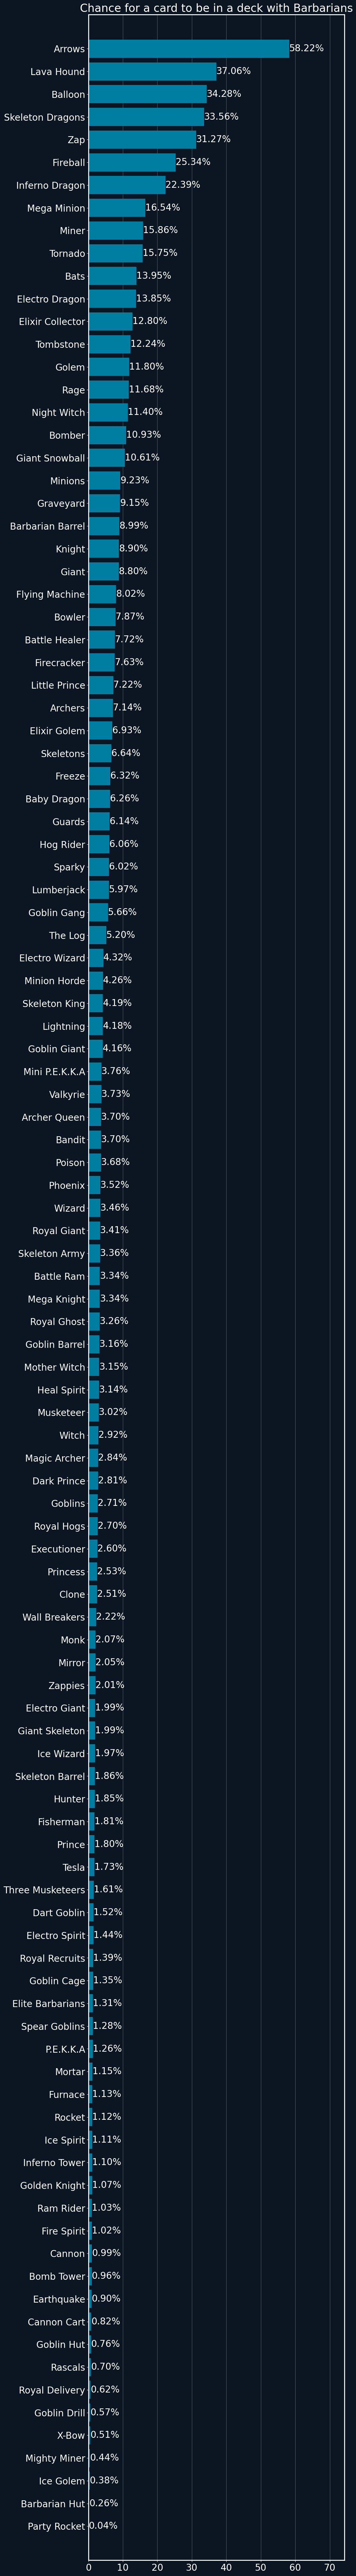 Chance for a card to be in a deck with Barbarians
Arrows 58.22%
Lava Hound 37.06%
Balloon 34.28%
Skeleton Dragons 33.56%
Zap 31.27%
Fireball 25.34%
Inferno Dragon 22.39%
Mega Minion 16.54%
Miner 15.86%
Tornado 15.75%
Bats 13.95%
Electro Dragon 13.85%
Elixir Collector 12.80%
Tombstone 12.24%
Golem 11.80%
Rage 11.68%
Night Witch 11.40%
Bomber 10.93%
Giant Snowball 10.61%
Minions 9.23%
Graveyard 9.15%
Barbarian Barrel 8.99%
Knight 8.90%
Giant 8.80%
Flying Machine 8.02%
Bowler 7.87%
Battle Healer 7.72%
Firecracker 7.63%
Little Prince 7.22%
Archers 7.14%
Elixir Golem 6.93%
Skeletons 6.64%
Freeze 6.32%
Baby Dragon 6.26%
Guards 6.14%
Hog Rider 6.06%
Sparky 6.02%
Lumberjack 5.97%
Goblin Gang 5.66%
The Log 5.20%
Electro Wizard 4.32%
Minion Horde 4.26%
Skeleton King 4.19%
Lightning 4.18%
Goblin Giant 4.16%
Mini P.E.K.K.A 3.76%
Valkyrie 3.73%
Archer Queen 3.70%
Bandit 3.70%
Poison 3.68%
Phoenix 3.52%
Wizard 3.46%
Royal Giant 3.41%
Skeleton Army 3.36%
Battle Ram 3.34%
Mega Knight 3.34%
Royal Ghost 3.26%
Goblin Barrel 3.16%
Mother Witch 3.15%
Heal Spirit 3.14%
Musketeer 3.02%
Witch 2.92%
Magic Archer 2.84%
Dark Prince 2.81%
Goblins 2.71%
Royal Hogs 2.70%
Executioner 2.60%
Princess 2.53%
Clone 2.51%
Wall Breakers 2.22%
Monk 2.07%
Mirror 2.05%
Zappies 2.01%
Electro Giant 1.99%
Giant Skeleton 1.99%
Ice Wizard 1.97%
Skeleton Barrel 1.86%
Hunter 1.85%
Fisherman 1.81%
Prince 1.80%
Tesla 1.73%
Three Musketeers 1.61%
Dart Goblin 1.52%
Electro Spirit 1.44%
Royal Recruits 1.39%
Goblin Cage 1.35%
Elite Barbarians 1.31%
Spear Goblins 1.28%
P.E.K.K.A 1.26%
Mortar 1.15%
Furnace 1.13%
Rocket 1.12%
Ice Spirit 1.11%
Inferno Tower 1.10%
Golden Knight 1.07%
Ram Rider 1.03%
Fire Spirit 1.02%
Cannon 0.99%
Bomb Tower 0.96%
Earthquake 0.90%
Cannon Cart 0.82%
Goblin Hut 0.76%
Rascals 0.70%
Royal Delivery 0.62%
Goblin Drill 0.57%
X-Bow 0.51%
Mighty Miner 0.44%
Ice Golem 0.38%
Barbarian Hut 0.26%
Party Rocket 0.04%
0 10 20 30 40 50 60 70